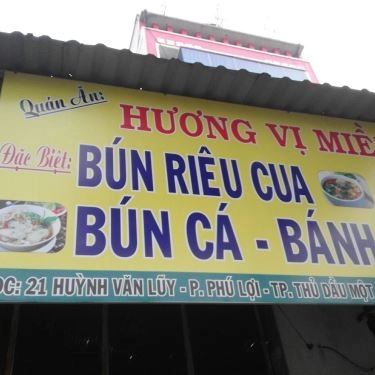 Quán Ăn:
HƯƠNG VỊ MIỀ
Đặc Biệt:
BÚN RIÊU CUA
BÚN CÁ - BÁNH
ĐC: 21 HUỲNH VĂN LŨY - P. PHÚ LỢI - TP. THỦ DẦU MỘT